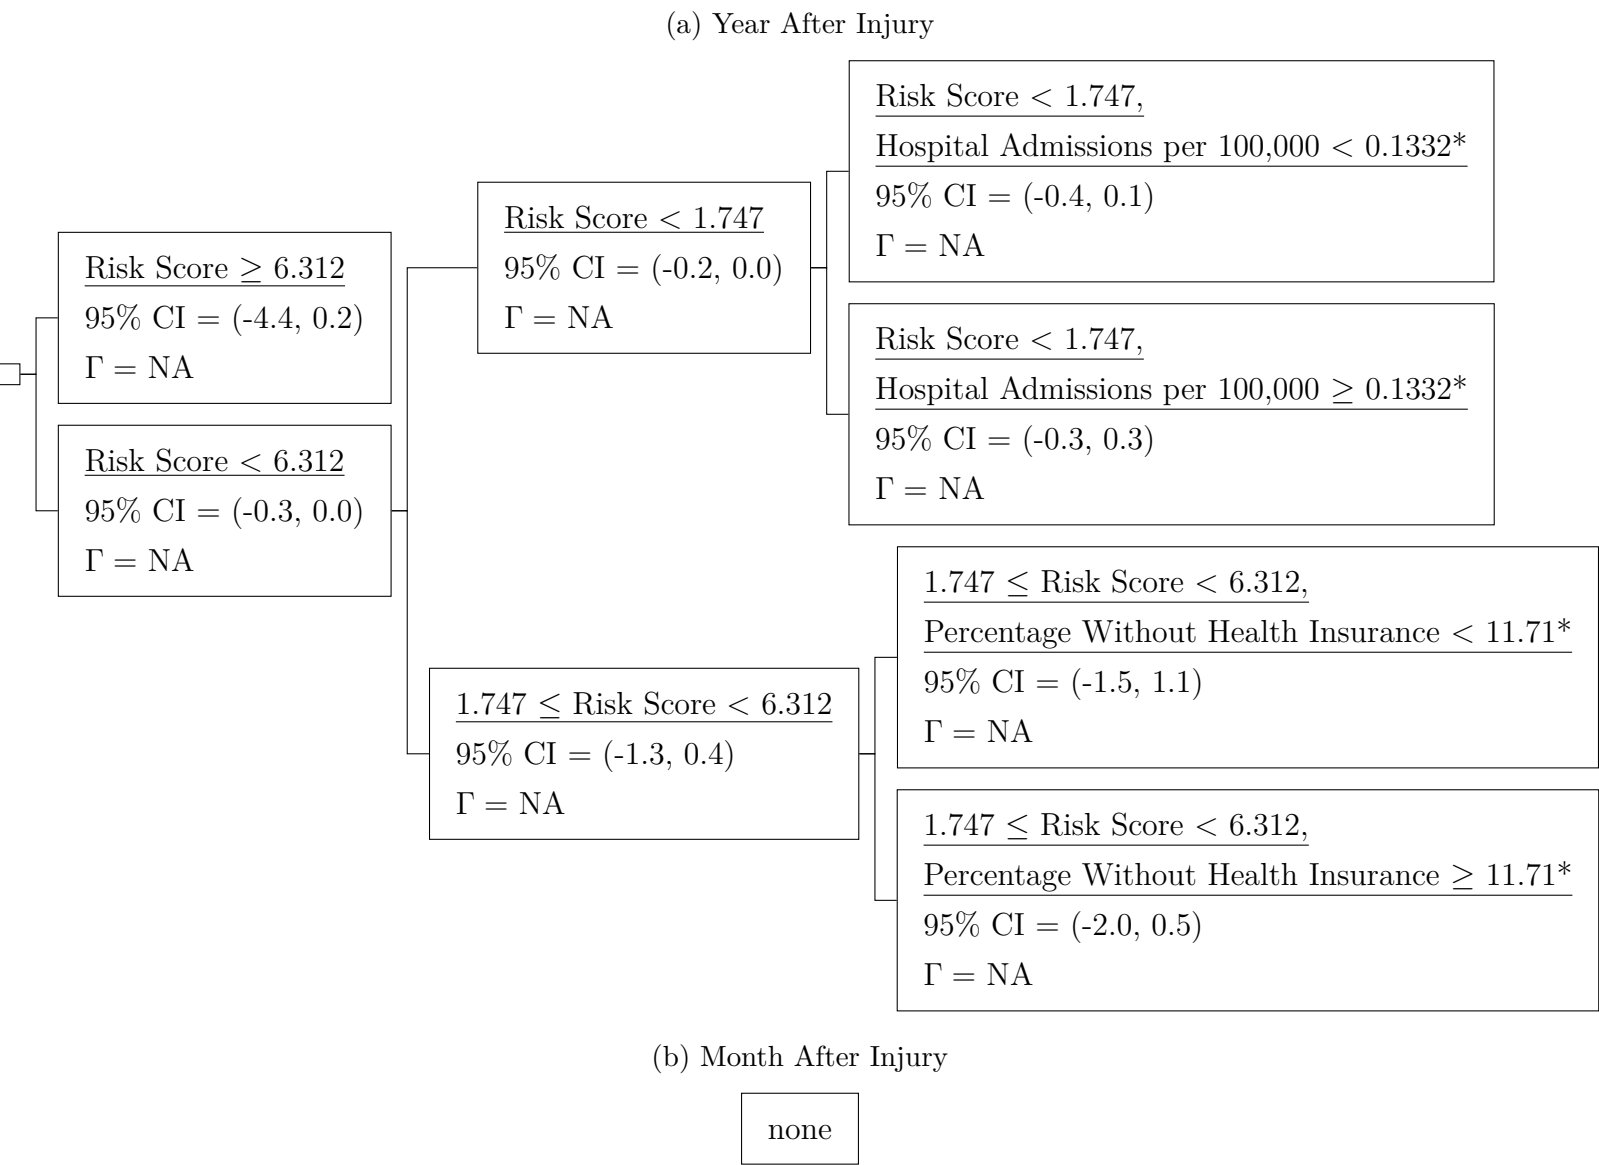 (a) Year After Injury
Risk Score ≥ 6.312
95% CI = (-4.4, 0.2)
Γ = NA
Risk Score < 6.312
95% CI = (-0.3, 0.0)
Γ = NA
Risk Score < 1.747
95% CI = (-0.2, 0.0)
Γ = NA
Risk Score < 1.747,
Hospital Admissions per 100,000 < 0.1332*
95% CI = (-0.4, 0.1)
Γ = NA
Risk Score < 1.747,
Hospital Admissions per 100,000 ≥ 0.1332*
95% CI = (-0.3, 0.3)
Γ = NA
1.747 ≤ Risk Score < 6.312
95% CI = (-1.3, 0.4)
Γ = NA
1.747 ≤ Risk Score < 6.312,
Percentage Without Health Insurance < 11.71*
95% CI = (-1.5, 1.1)
Γ = NA
1.747 ≤ Risk Score < 6.312,
Percentage Without Health Insurance ≥ 11.71*
95% CI = (-2.0, 0.5)
Γ = NA
(b) Month After Injury
none